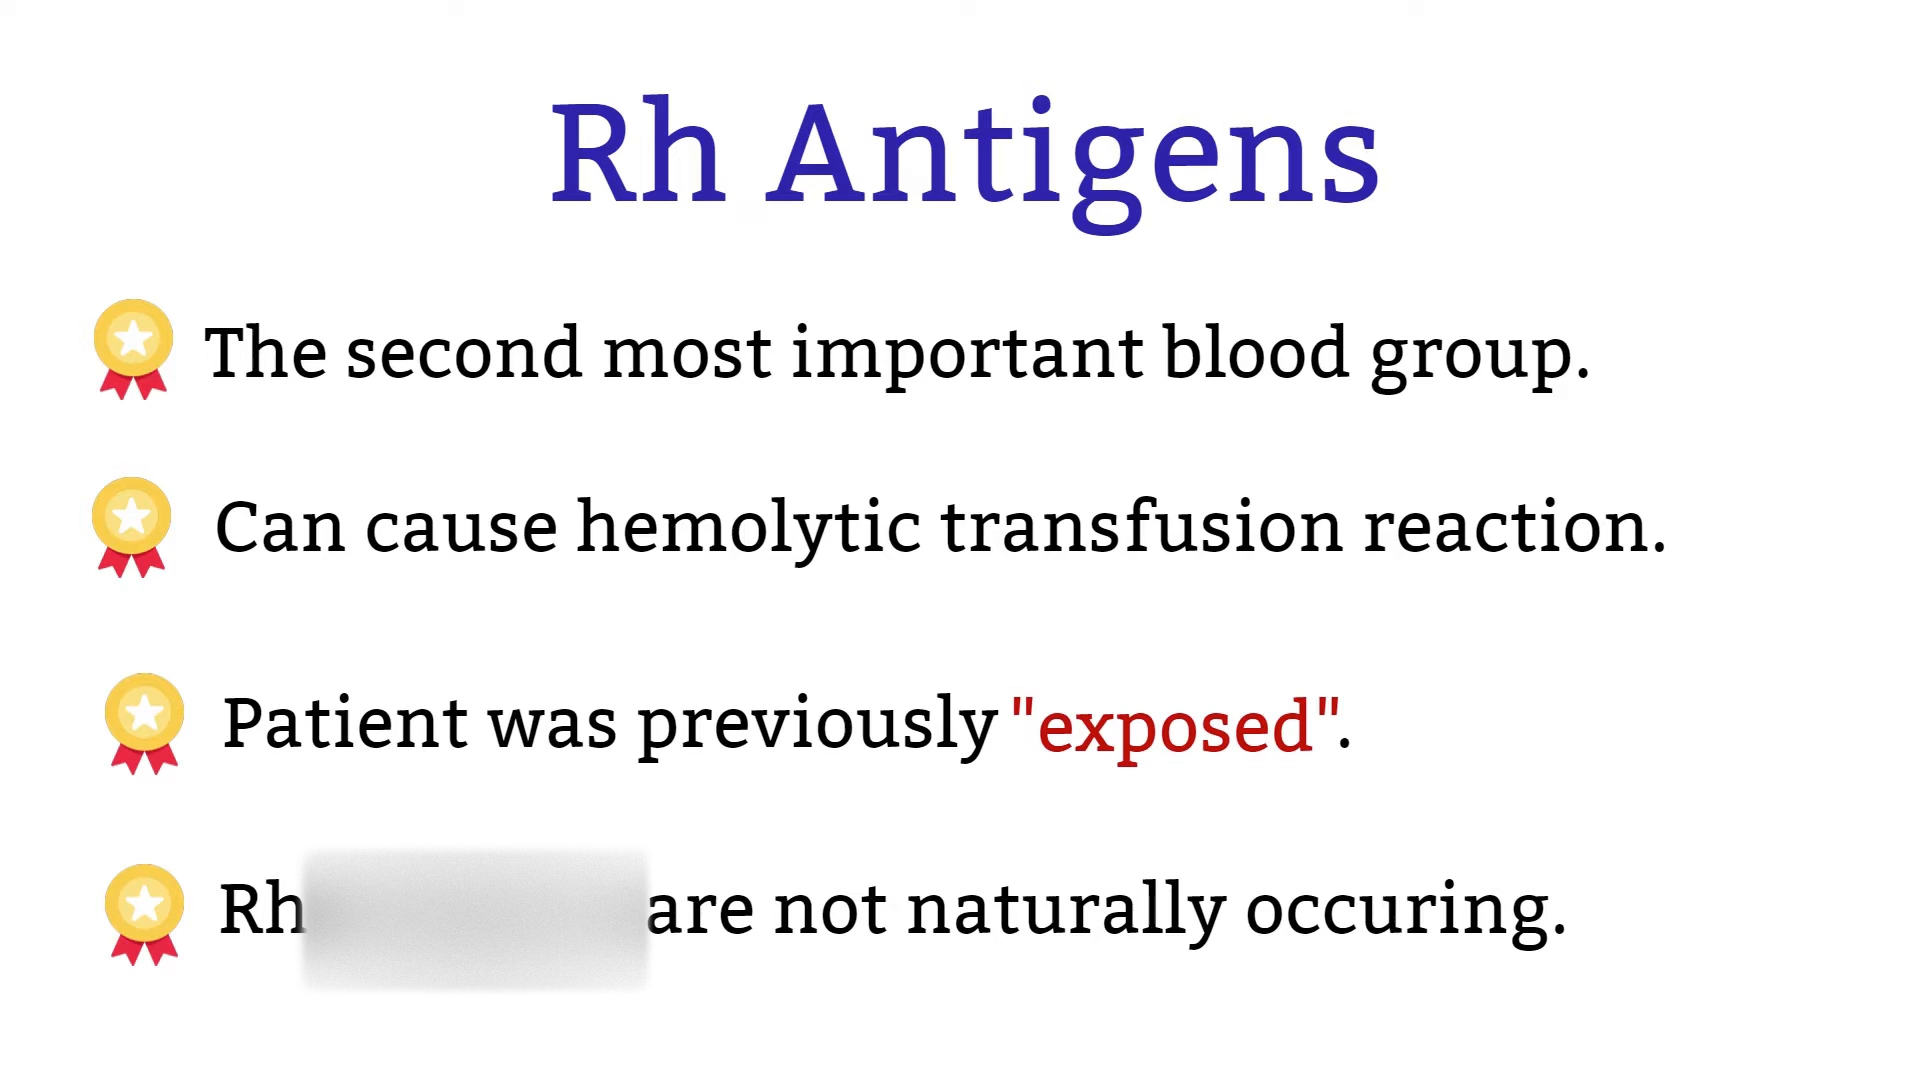 Rh Antigens
The second most important blood group.
Can cause hemolytic transfusion reaction.
Patient was previously "exposed".
Rh are not naturally occuring.